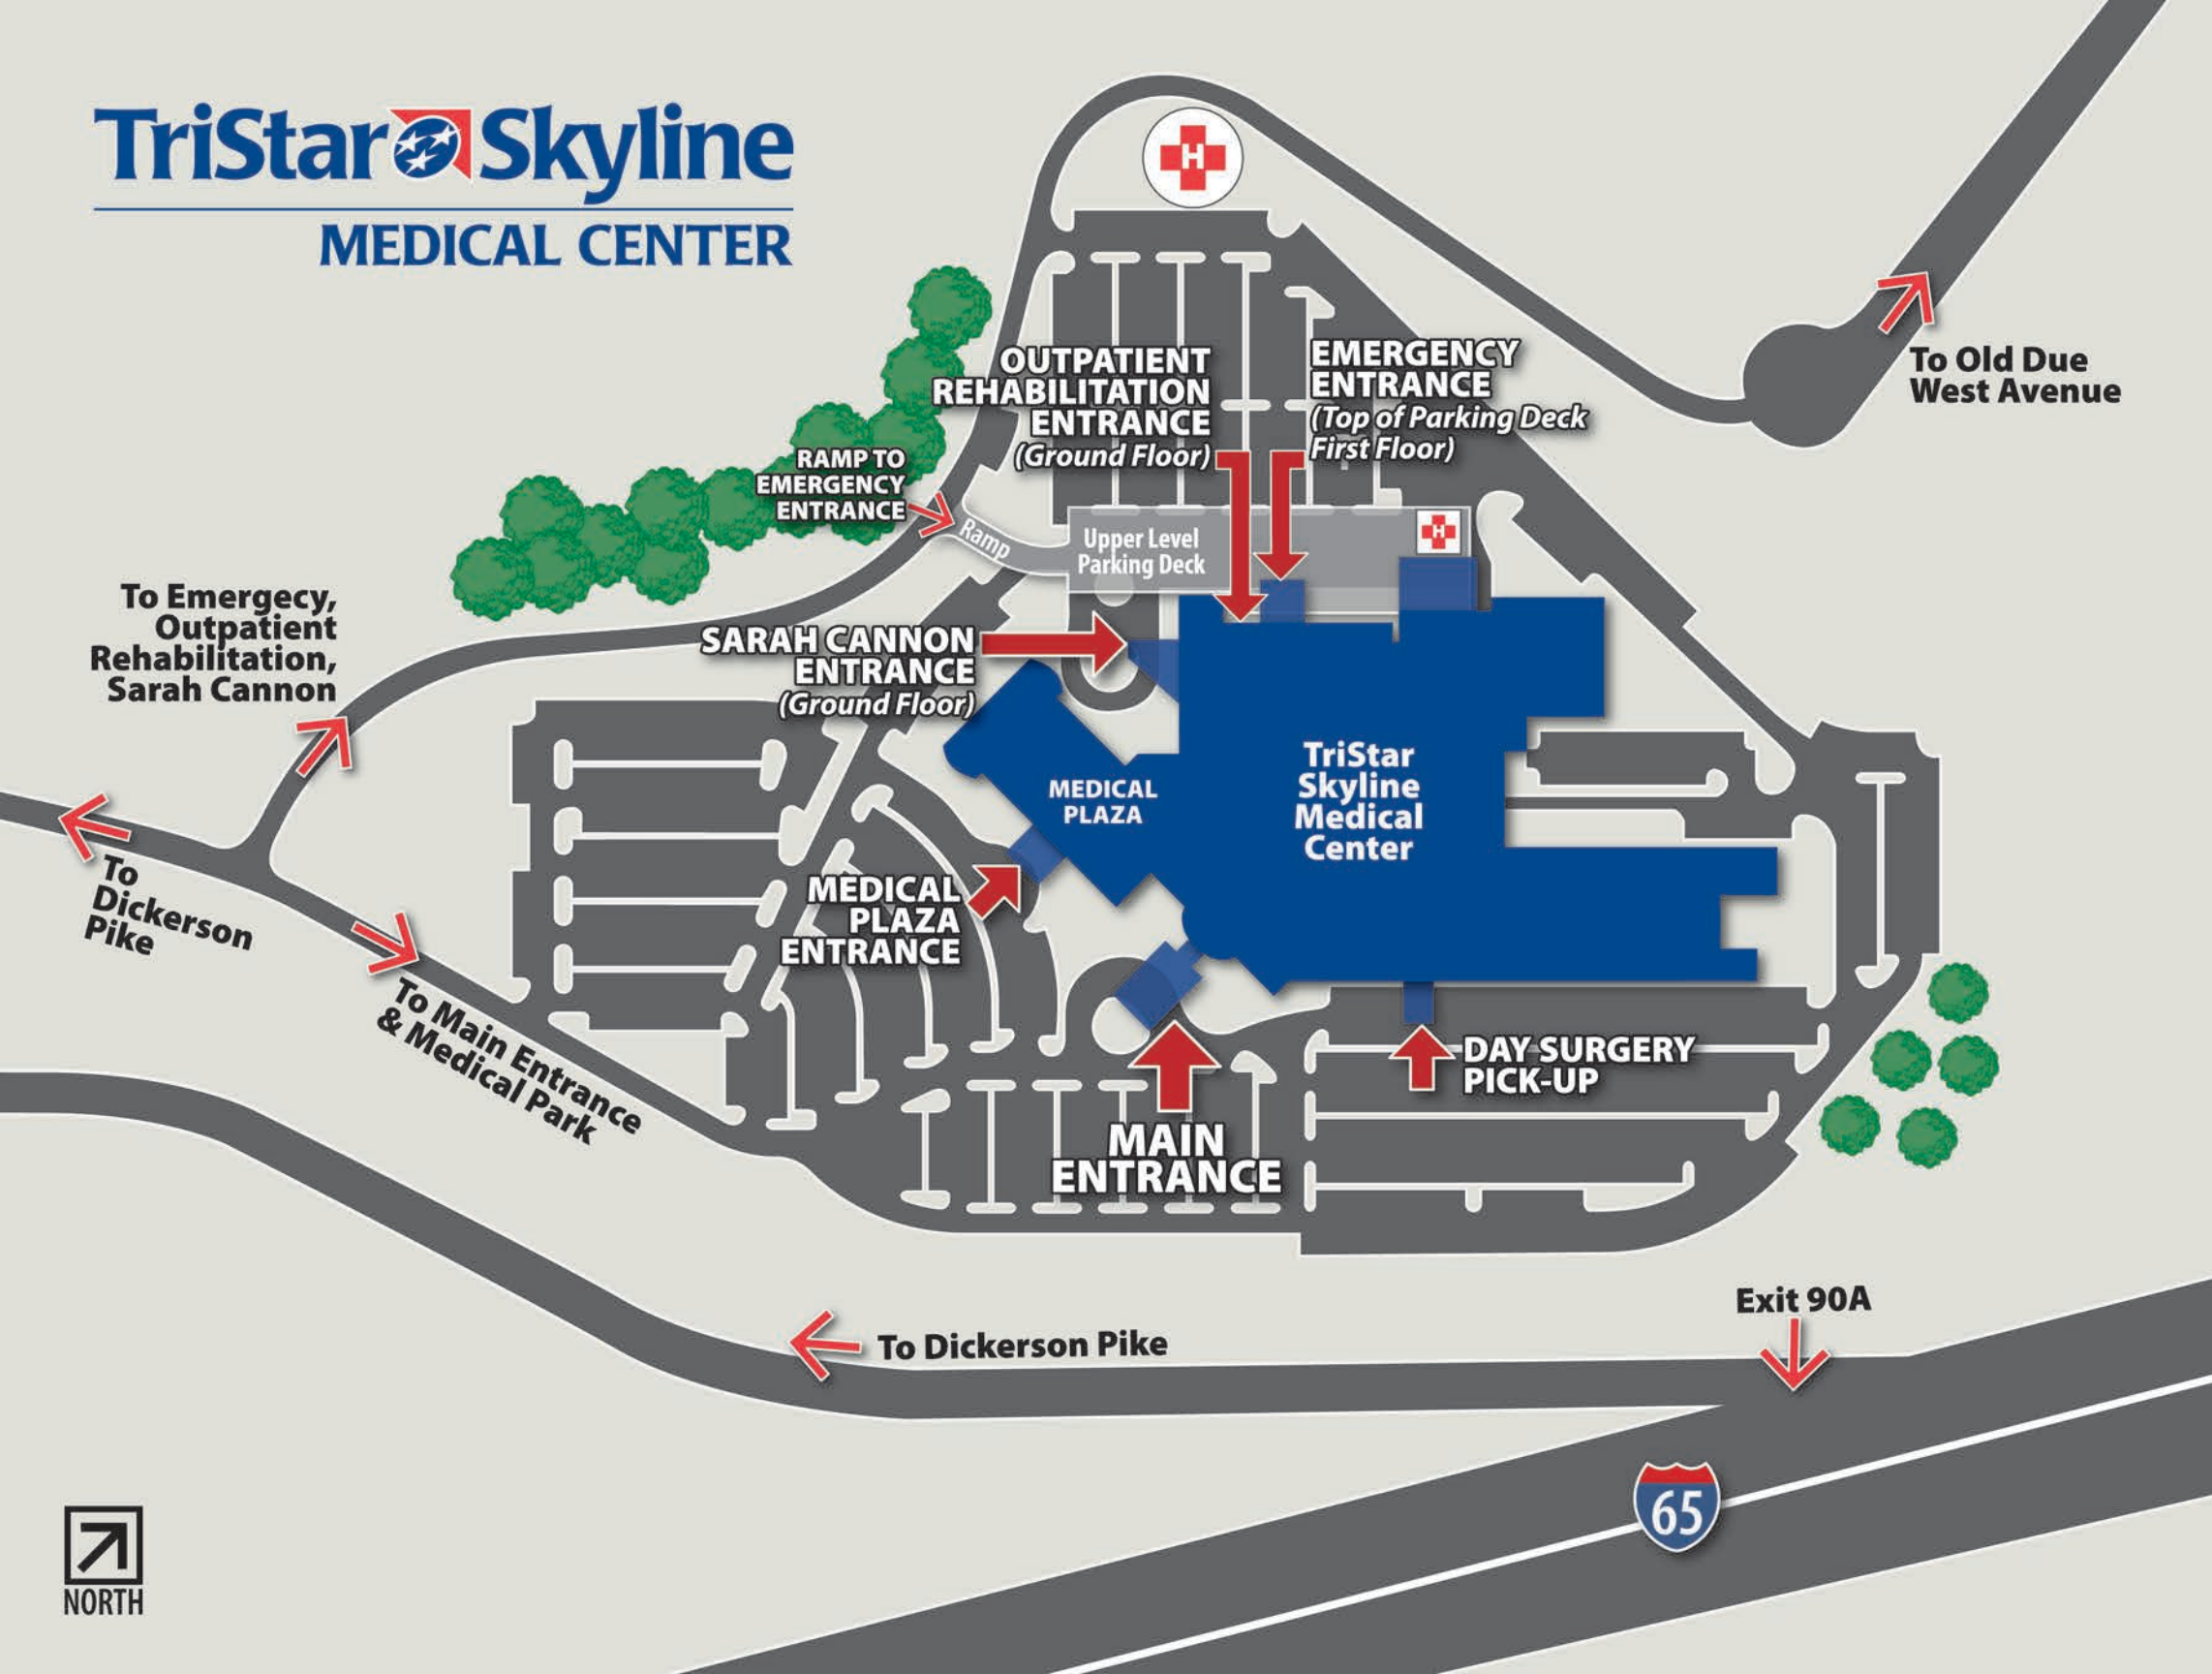 TriStar Skyline
MEDICAL CENTER
H
OUTPATIENT
REHABILITATION
ENTRANCE
(Ground Floor)
EMERGENCY
ENTRANCE
(Top of Parking Deck
First Floor)
To Old Due
West Avenue
RAMP TO
EMERGENCY
ENTRANCE
Ramp
Upper Level
Parking Deck
H
To Emergecy,
Outpatient
Rehabilitation,
Sarah Cannon
SARAH CANNON
ENTRANCE
(Ground Floor)
MEDICAL
PLAZA
TriStar
Skyline
Medical
Center
To
Dickerson
Pike
MEDICAL
PLAZA
ENTRANCE
To Main Entrance
& Medical Park
DAY SURGERY
PICK-UP
MAIN
ENTRANCE
Exit 90A
To Dickerson Pike
65
NORTH